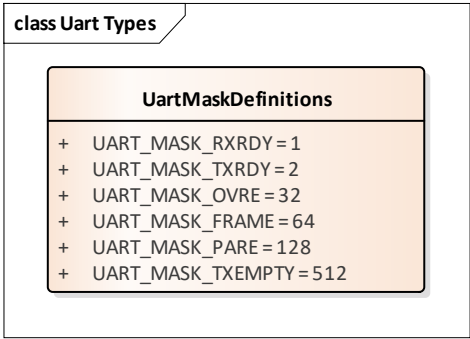 class Uart Types
UartMaskDefinitions
+ UART_MASK_RXRDY = 1
+ UART_MASK_TXRDY = 2
+ UART_MASK_OVRE = 32
+ UART_MASK_FRAME = 64
+ UART_MASK_PARE = 128
+ UART_MASK_TXEMPTY = 512